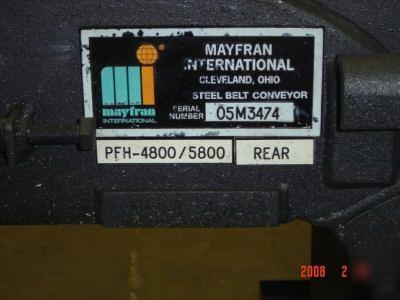 MAYFRAN
INTERNATIONAL
CLEVELAND, OHIO
STEEL BELT CONVEYOR
SERIAL
NUMBER 05M3474
mayfran
INTERNATIONAL
PFH-4800/5800 REAR
2008 2